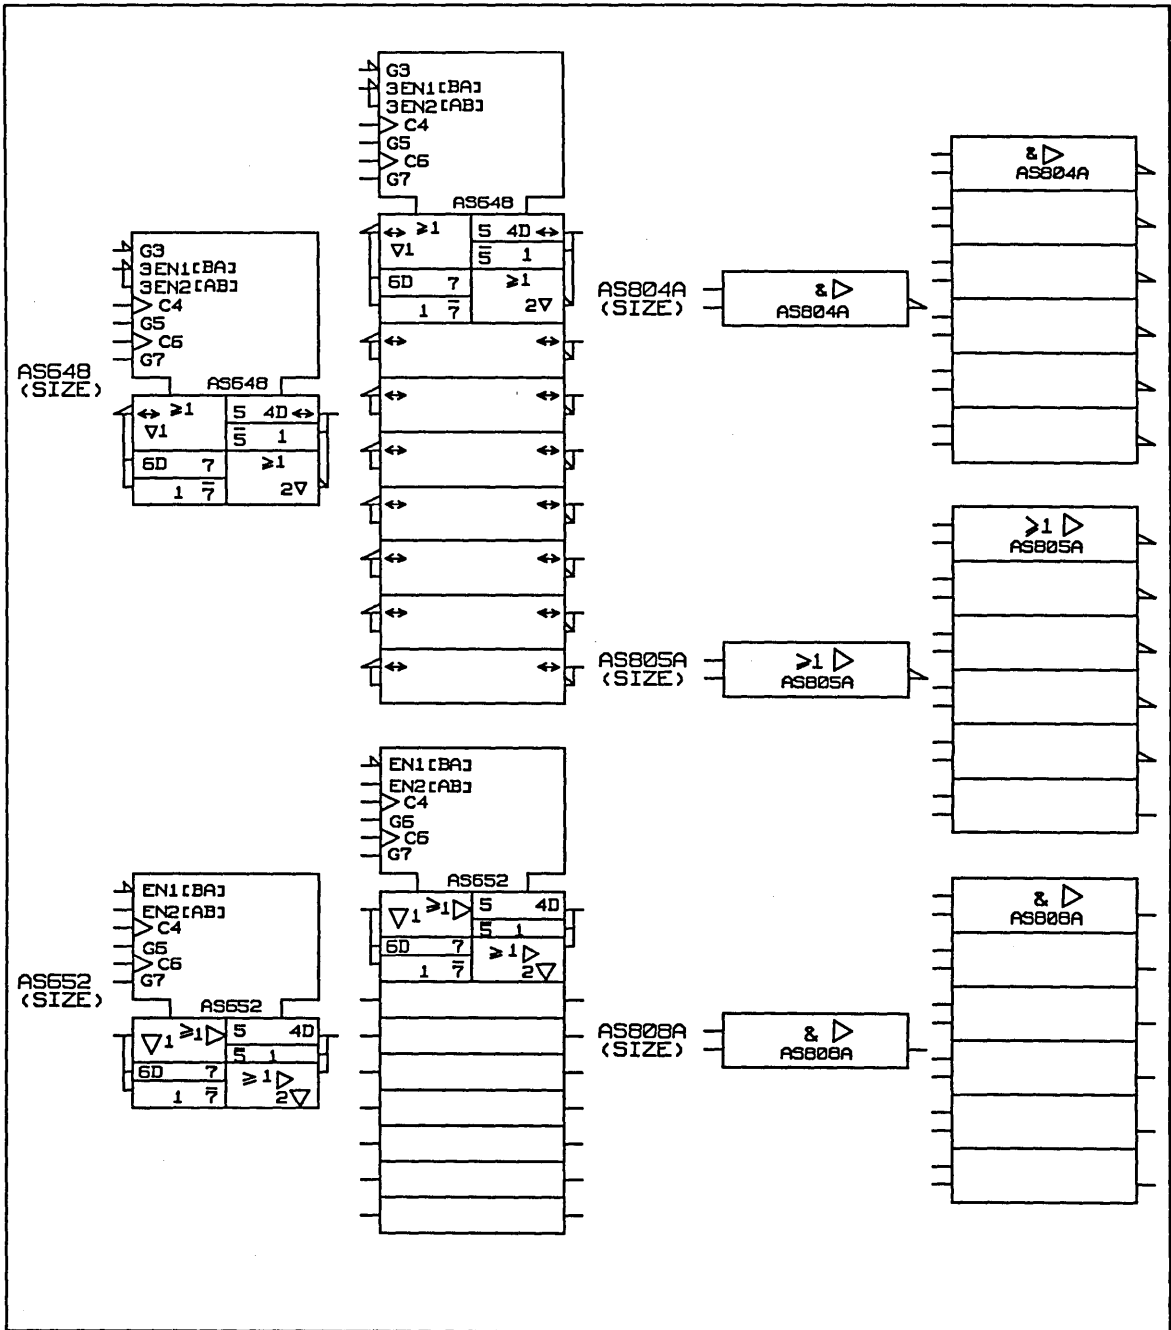 G3
3EN1[BA]
3EN2[AB]
C4
G5
C6
G7
AS648
↔ ≥1 5 4D ↔
▽1 5̅ 1
6D 7 ≥1
1 7̅ 2▽
↔ ↔
↔ ↔
↔ ↔
↔ ↔
↔ ↔
↔ ↔
↔ ↔
AS648
(SIZE)
G3
3EN1[BA]
3EN2[AB]
C4
G5
C6
G7
AS648
↔ ≥1 5 4D ↔
▽1 5̅ 1
6D 7 ≥1
1 7̅ 2▽
AS804A
(SIZE)
& ▷
AS804A
& ▷
AS804A
AS805A
(SIZE)
≥1 ▷
AS805A
≥1 ▷
AS805A
EN1[BA]
EN2[AB]
C4
G5
C6
G7
AS652
▽1 ≥1▷ 5 4D
5̅ 1
6D 7 ≥1▷
1 7̅ 2▽
AS652
(SIZE)
EN1[BA]
EN2[AB]
C4
G5
C6
G7
AS652
▽1 ≥1▷ 5 4D
5̅ 1
6D 7 ≥1▷
1 7̅ 2▽
AS808A
(SIZE)
& ▷
AS808A
& ▷
AS808A